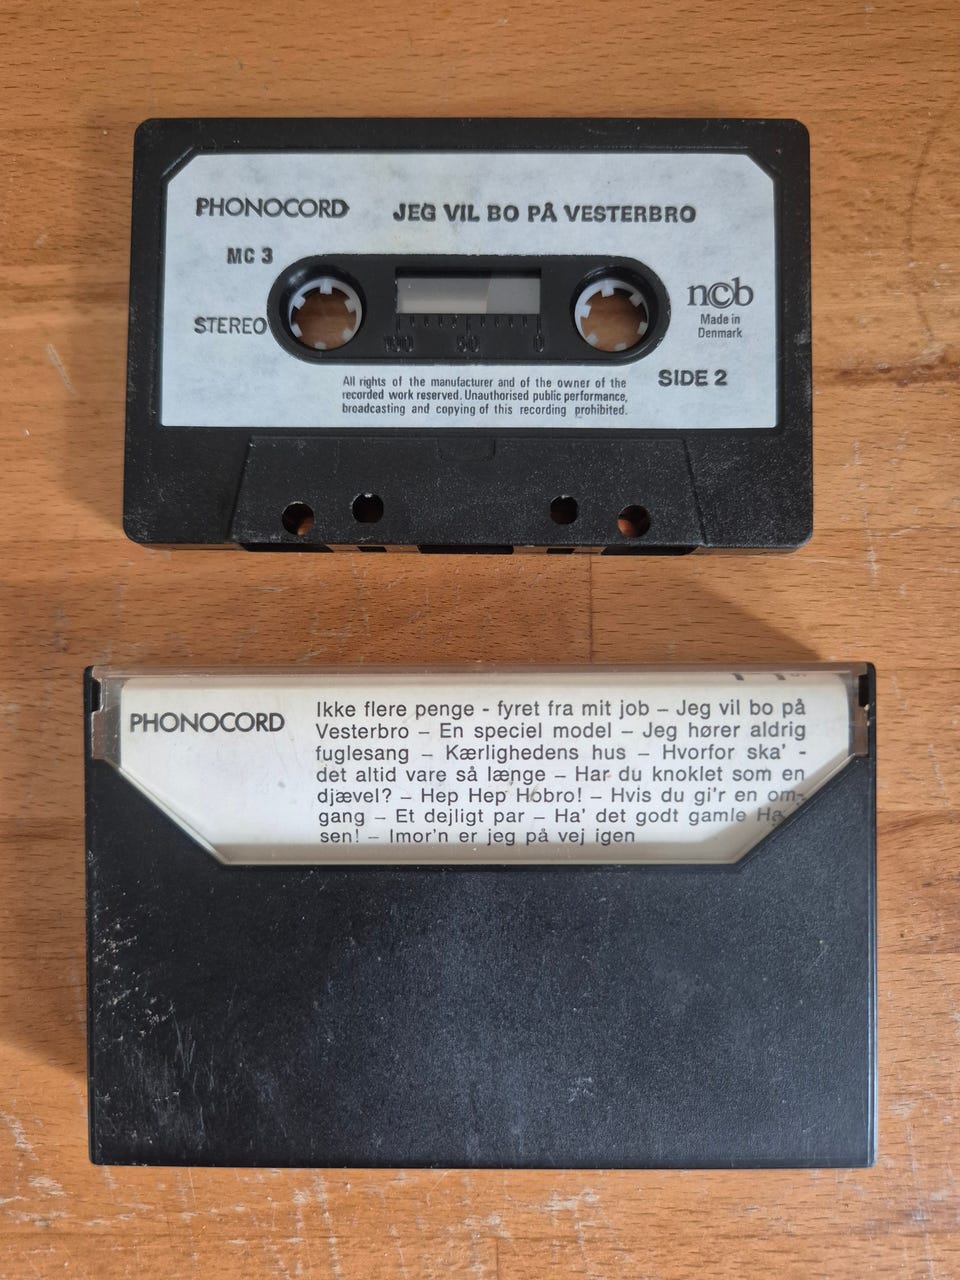 PHONOCORD JEG VIL BO PÅ VESTERBRO
MC 3
STEREO
100 50 0
ncb
Made in
Denmark
SIDE 2
All rights of the manufacturer and of the owner of the
recorded work reserved. Unauthorised public performance,
broadcasting and copying of this recording prohibited.
PHONOCORD
Ikke flere penge - fyret fra mit job – Jeg vil bo på
Vesterbro – En speciel model – Jeg hører aldrig
fuglesang – Kærlighedens hus – Hvorfor ska' -
det altid vare så længe – Har du knoklet som en
djævel? – Hep Hep Hobro! – Hvis du gi'r en om-
gang – Et dejligt par – Ha' det godt gamle
sen! – Imor'n er jeg på vej igen